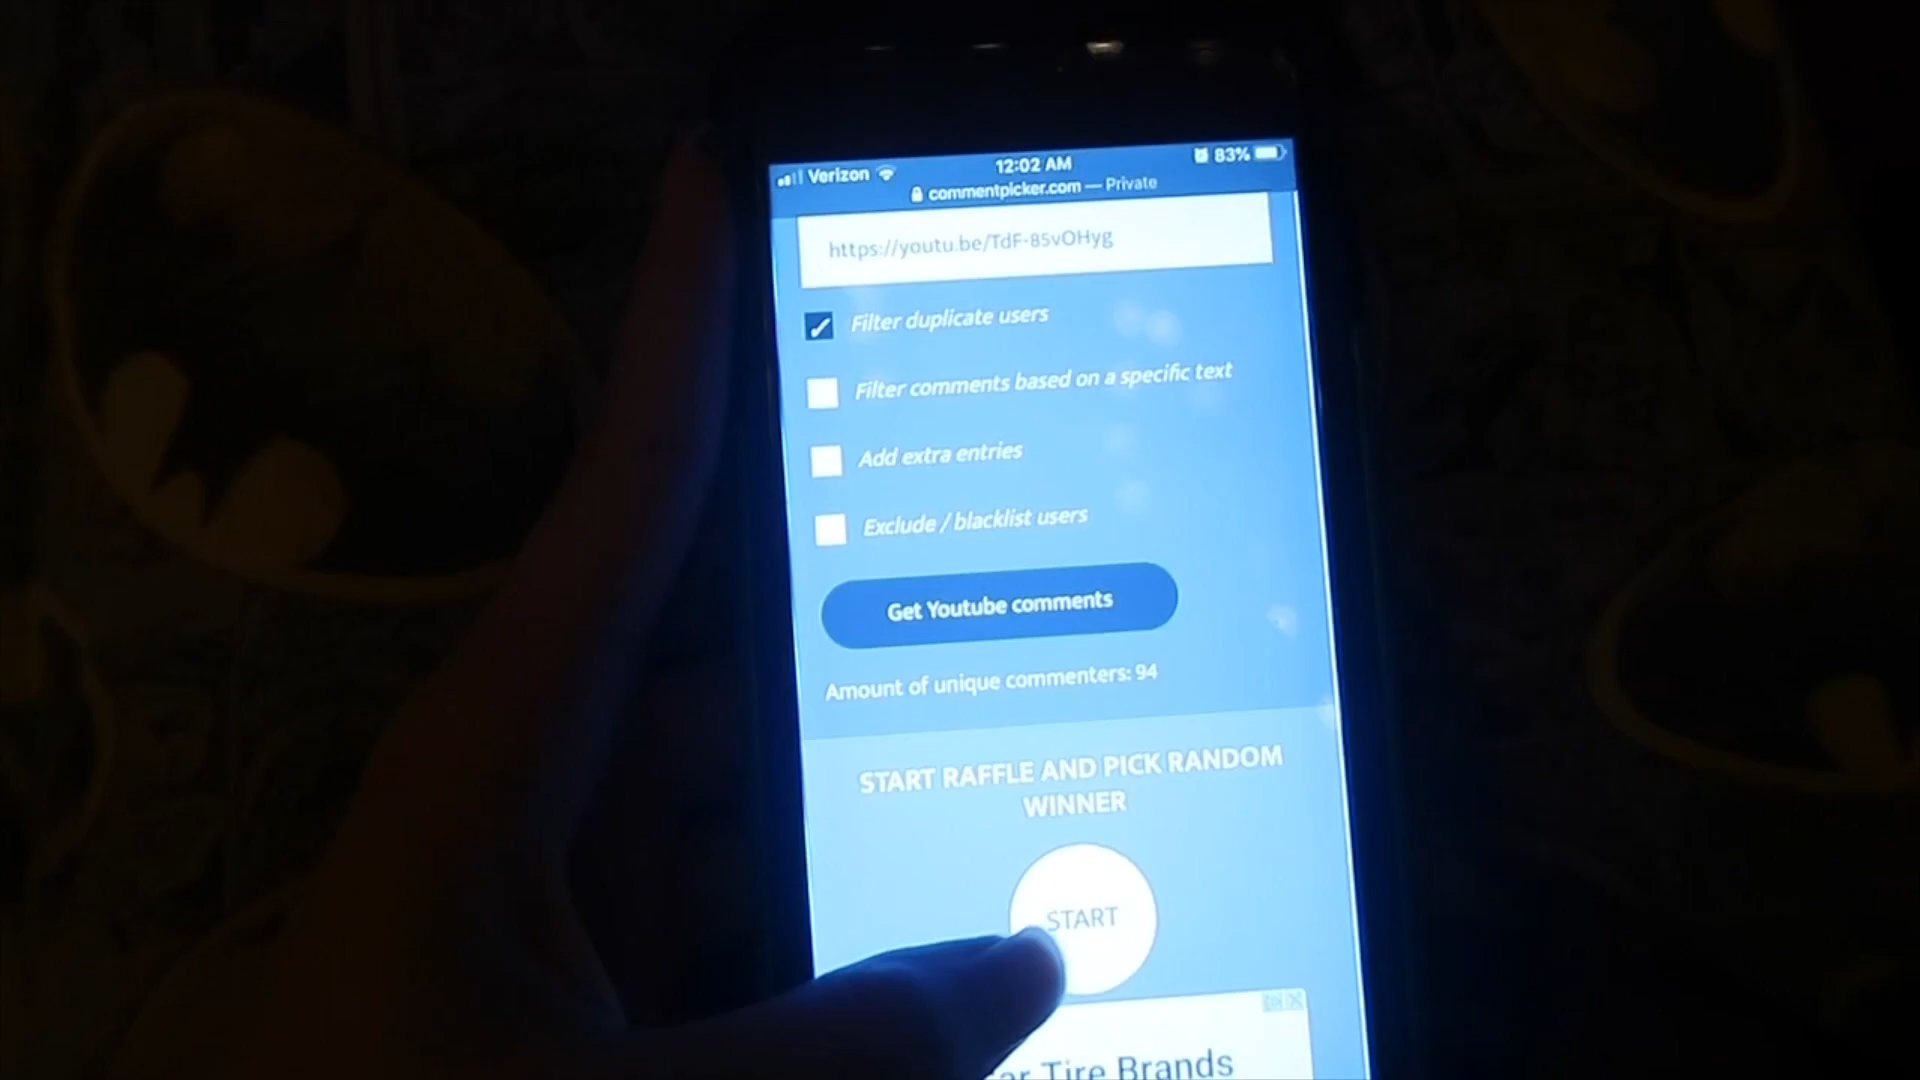 Verizon 12:02 AM 83%
commentpicker.com — Private
https://youtu.be/TdF-85vOHyg
Filter duplicate users
Filter comments based on a specific text
Add extra entries
Exclude / blacklist users
Get Youtube comments
Amount of unique commenters: 94
START RAFFLE AND PICK RANDOM
WINNER
START
Tire Brands